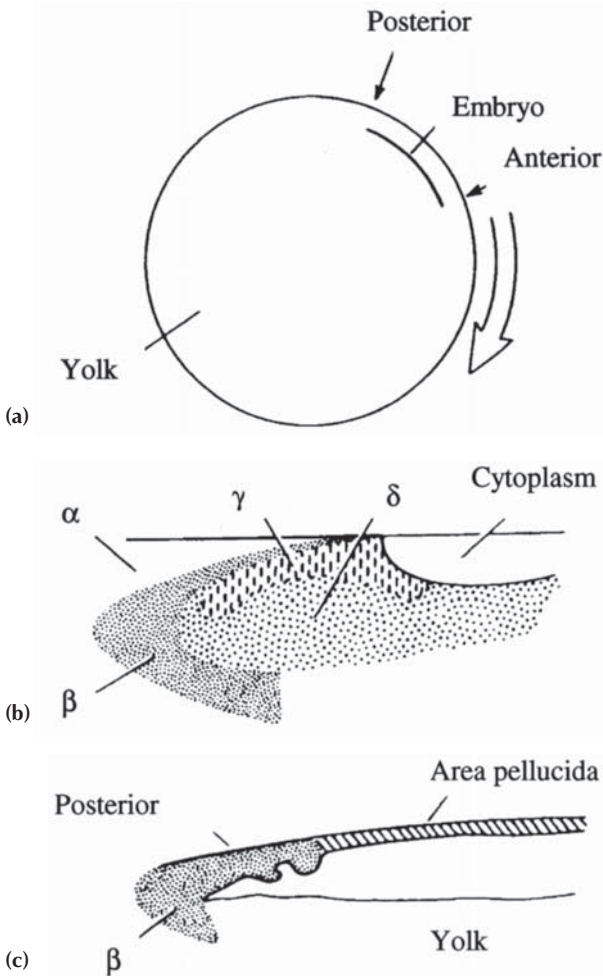 Posterior
Embryo
Anterior
Yolk
(a)
Cytoplasm
γ
δ
α
β
(b)
Area pellucida
Posterior
β
Yolk
(c)